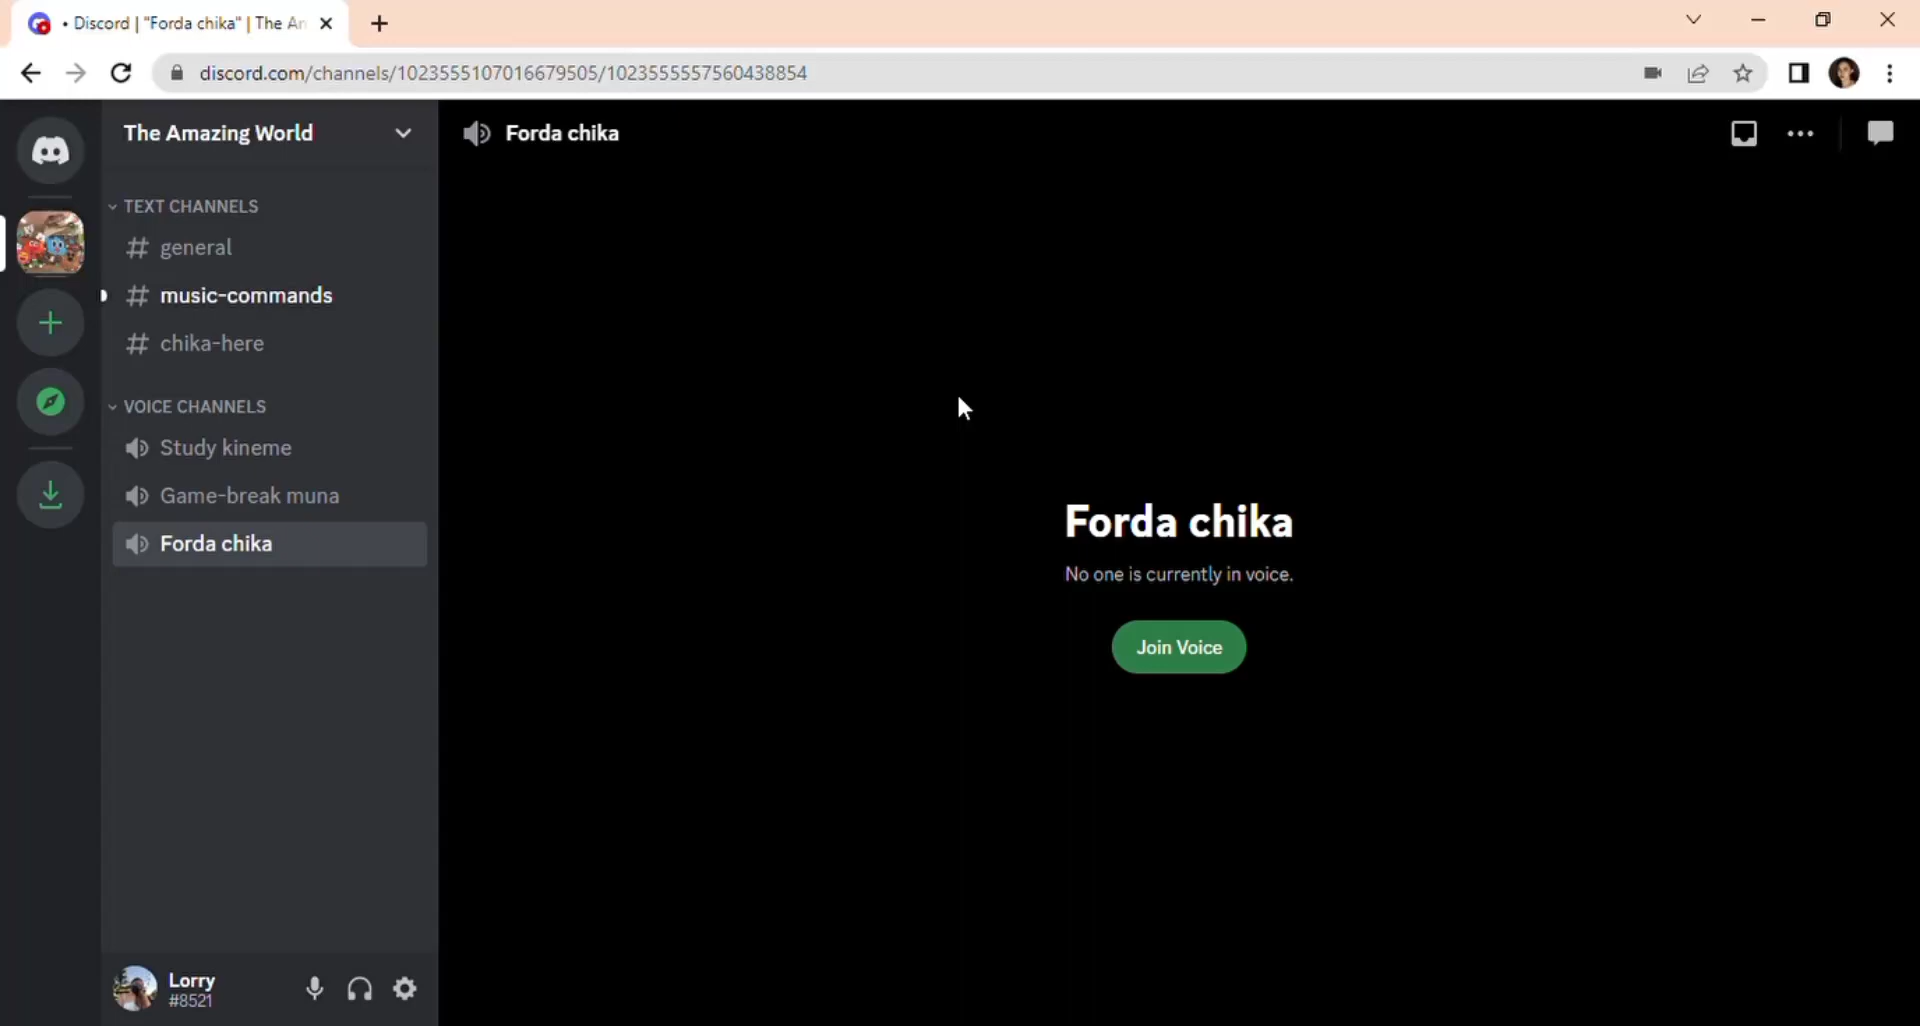 • Discord | "Forda chika" | The Am
discord.com/channels/1023555107016679505/1023555557560438854
The Amazing World
Forda chika
TEXT CHANNELS
# general
# music-commands
# chika-here
VOICE CHANNELS
Study kineme
Game-break muna
Forda chika
Forda chika
No one is currently in voice.
Join Voice
Lorry
#8521